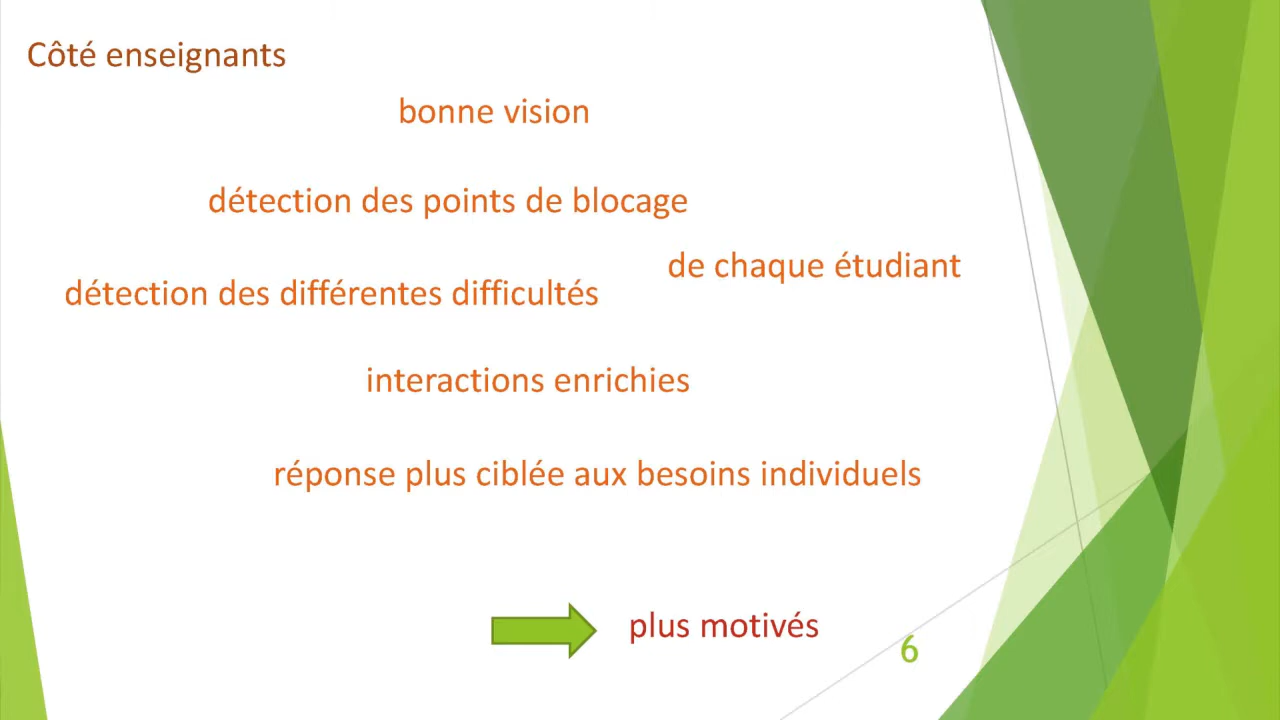 Côté enseignants
bonne vision
détection des points de blocage
de chaque étudiant
détection des différentes difficultés
interactions enrichies
réponse plus ciblée aux besoins individuels
plus motivés
6